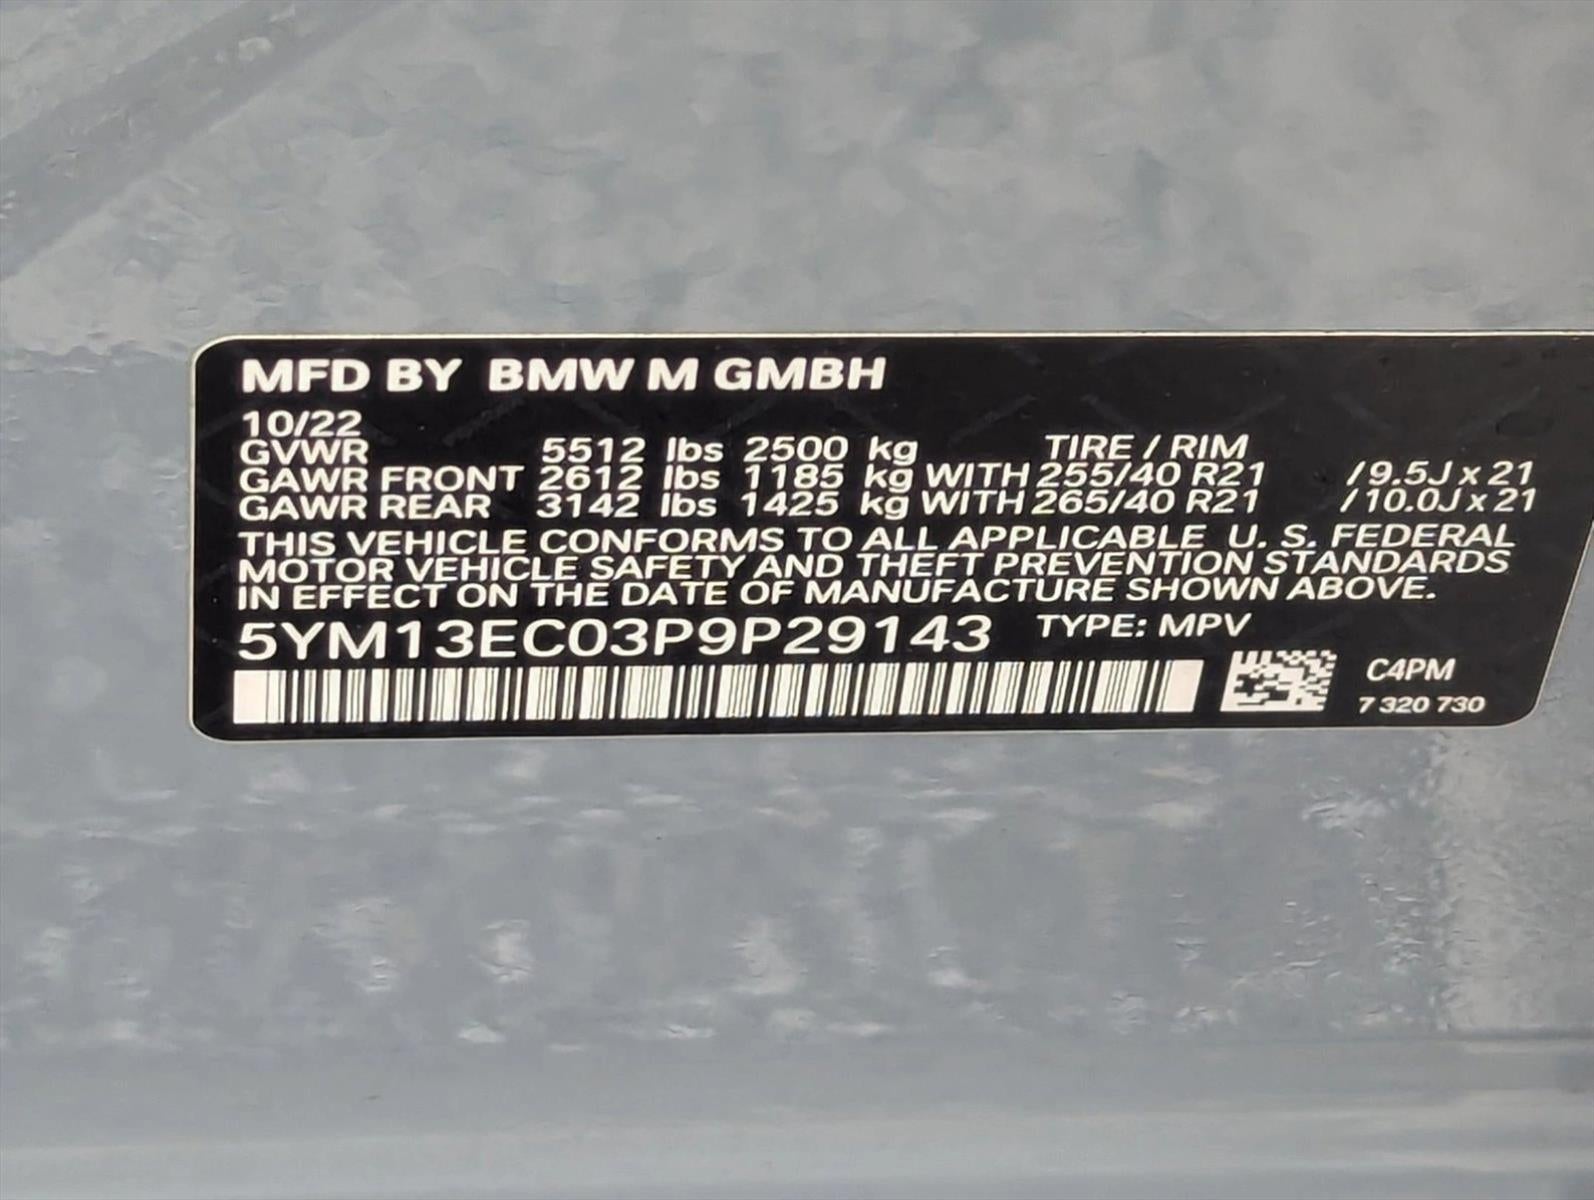 MFD BY BMW M GMBH
10/22
GVWR 5512 lbs 2500 kg TIRE / RIM
GAWR FRONT 2612 lbs 1185 kg WITH 255/40 R21 / 9.5J x 21
GAWR REAR 3142 lbs 1425 kg WITH 265/40 R21 / 10.0J x 21
THIS VEHICLE CONFORMS TO ALL APPLICABLE U. S. FEDERAL
MOTOR VEHICLE SAFETY AND THEFT PREVENTION STANDARDS
IN EFFECT ON THE DATE OF MANUFACTURE SHOWN ABOVE.
5YM13EC03P9P29143 TYPE: MPV
C4PM
7 320 730